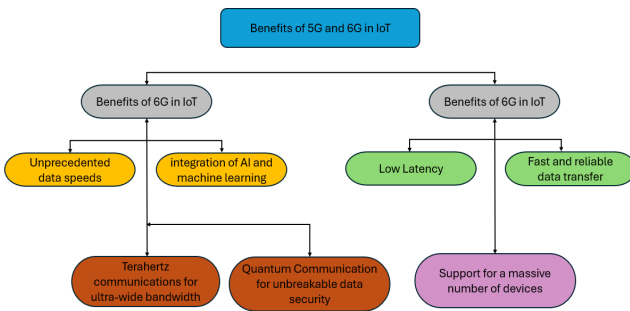 Benefits of 5G and 6G in IoT
Benefits of 6G in IoT
Benefits of 6G in IoT
Unprecedented
data speeds
integration of AI and
machine learning
Low Latency
Fast and reliable
data transfer
Terahertz
communications for
ultra-wide bandwidth
Quantum Communication
for unbreakable data
security
Support for a massive
number of devices